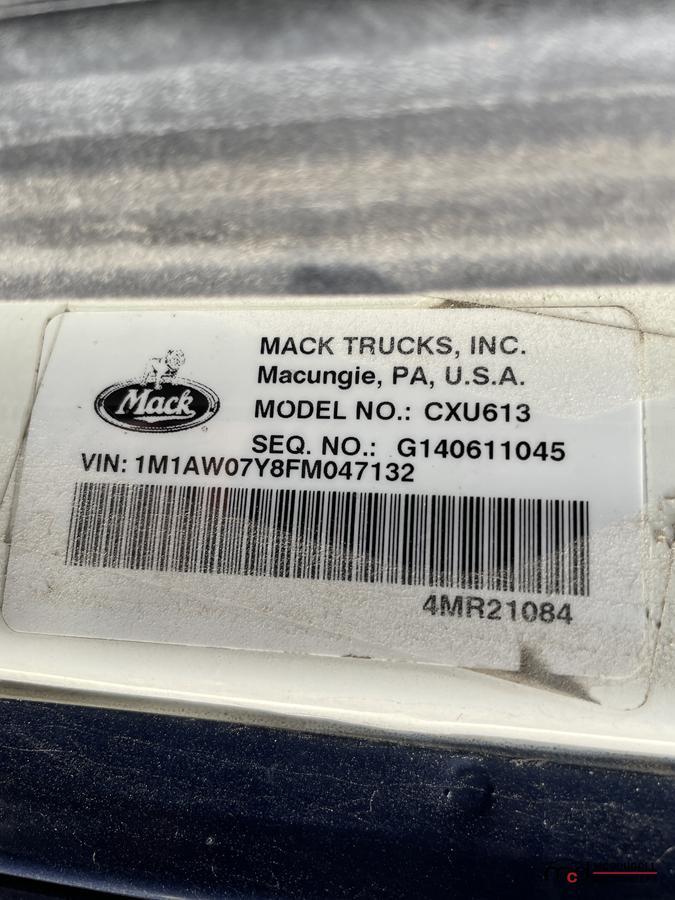 MACK TRUCKS, INC.
Macungie, PA, U.S.A.
Mack
MODEL NO.: CXU613
SEQ. NO.: G140611045
VIN: 1M1AW07Y8FM047132
4MR21084